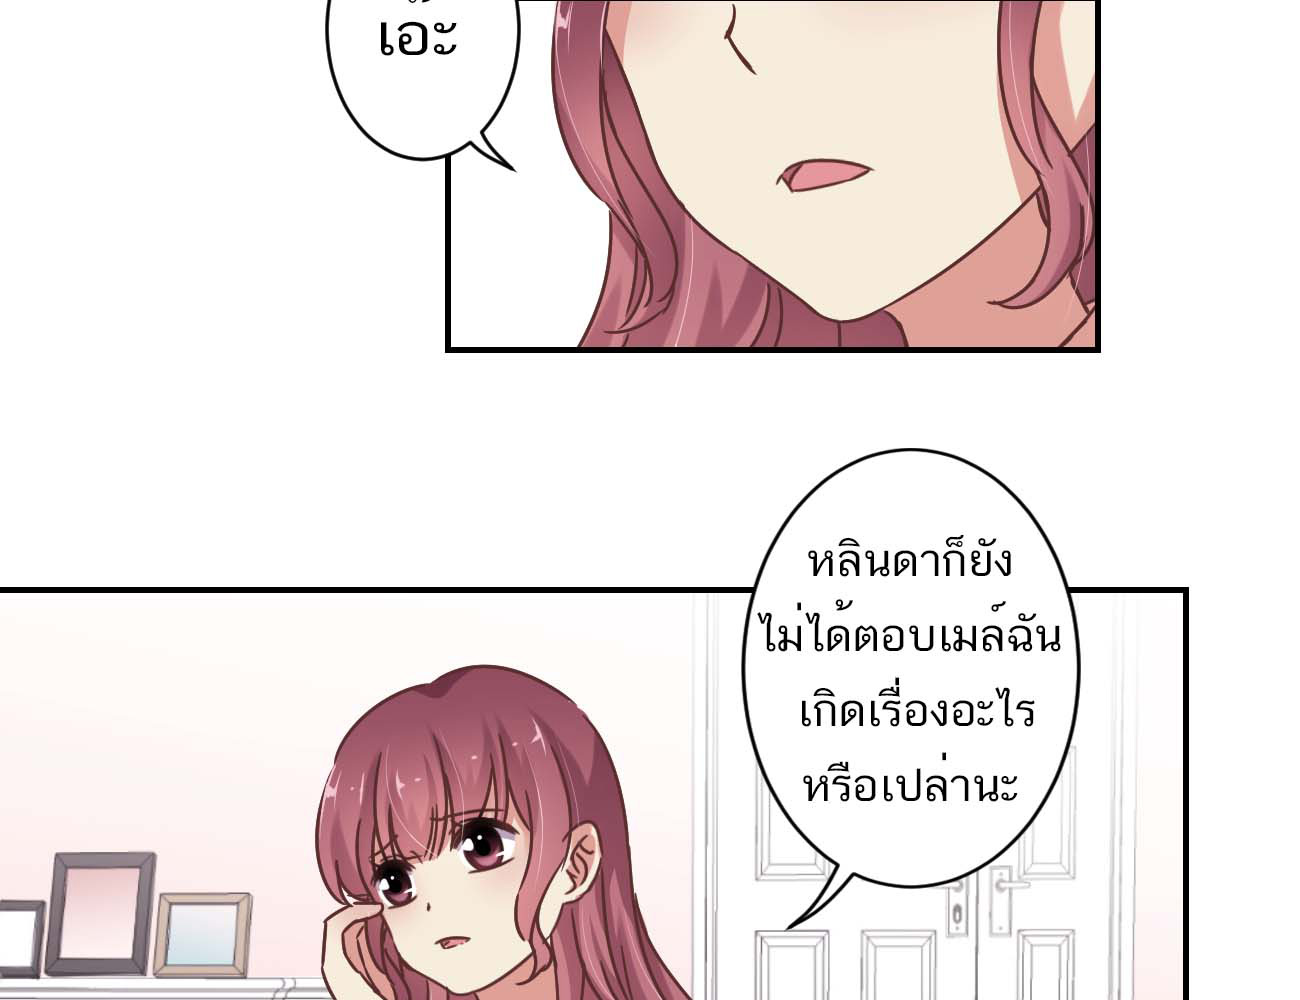 เอ๊ะ
หลินดาก็ยัง
ไม่ได้ตอบเมล์ฉัน
เกิดเรื่องอะไร
หรือเปล่านะ